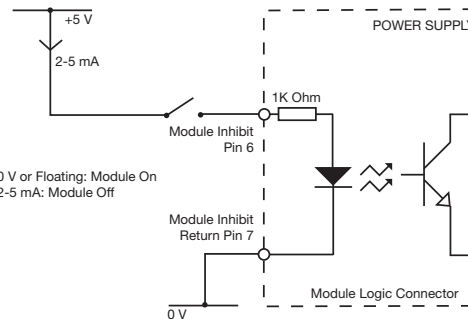 +5 V
POWER SUPPLY
2-5 mA
1K Ohm
Module Inhibit
Pin 6
0 V or Floating: Module On
2-5 mA: Module Off
Module Inhibit
Return Pin 7
Module Logic Connector
0 V